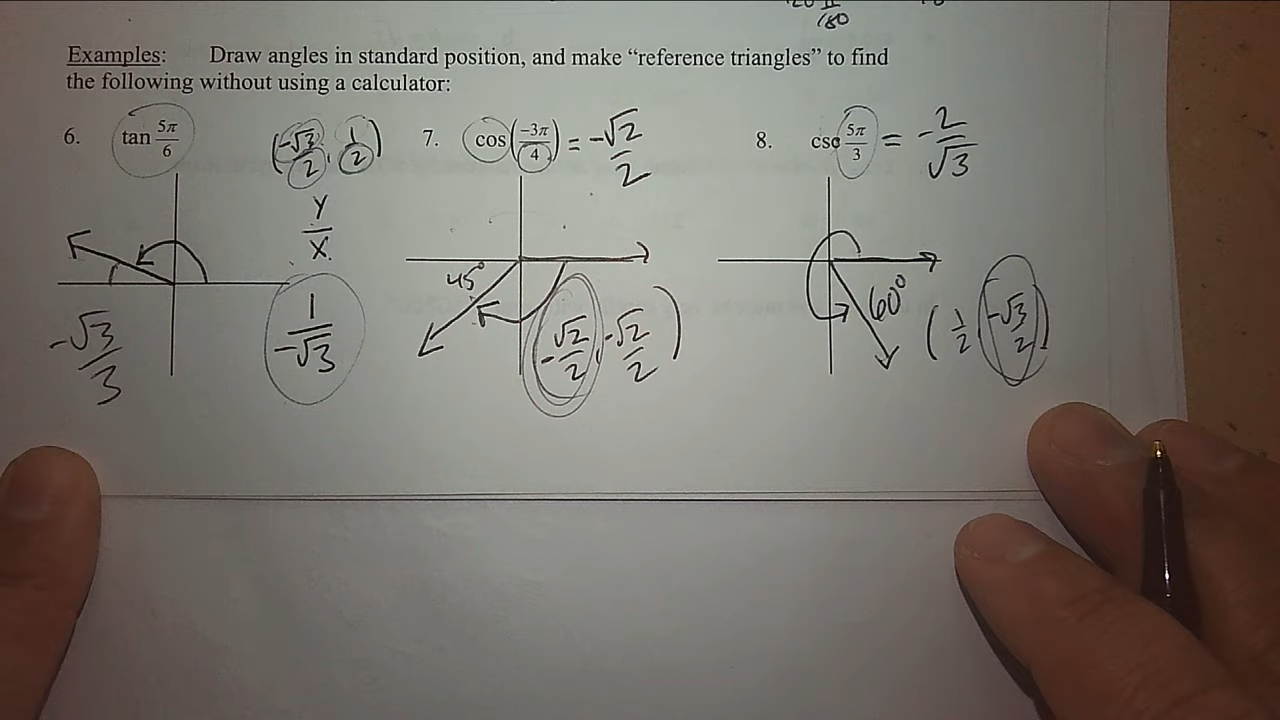 180
Examples: Draw angles in standard position, and make “reference triangles” to find
the following without using a calculator:
6. tan 5π/6 (-√3/2, 1/2)
y/x
1/-√3
-√3/3
7. cos(-3π/4) = -√2/2
45°
(-√2/2, -√2/2)
8. csc 5π/3 = -2/√3
60°
(1/2, -√3/2)